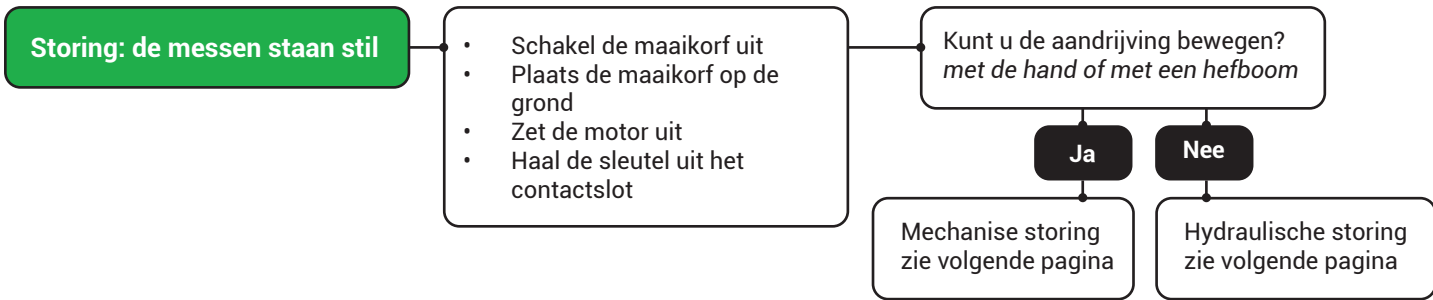 Storing: de messen staan stil
• Schakel de maaikorf uit
• Plaats de maaikorf op de
grond
• Zet de motor uit
• Haal de sleutel uit het
contactslot
Kunt u de aandrijving bewegen?
met de hand of met een hefboom
Ja
Nee
Mechanise storing
zie volgende pagina
Hydraulische storing
zie volgende pagina